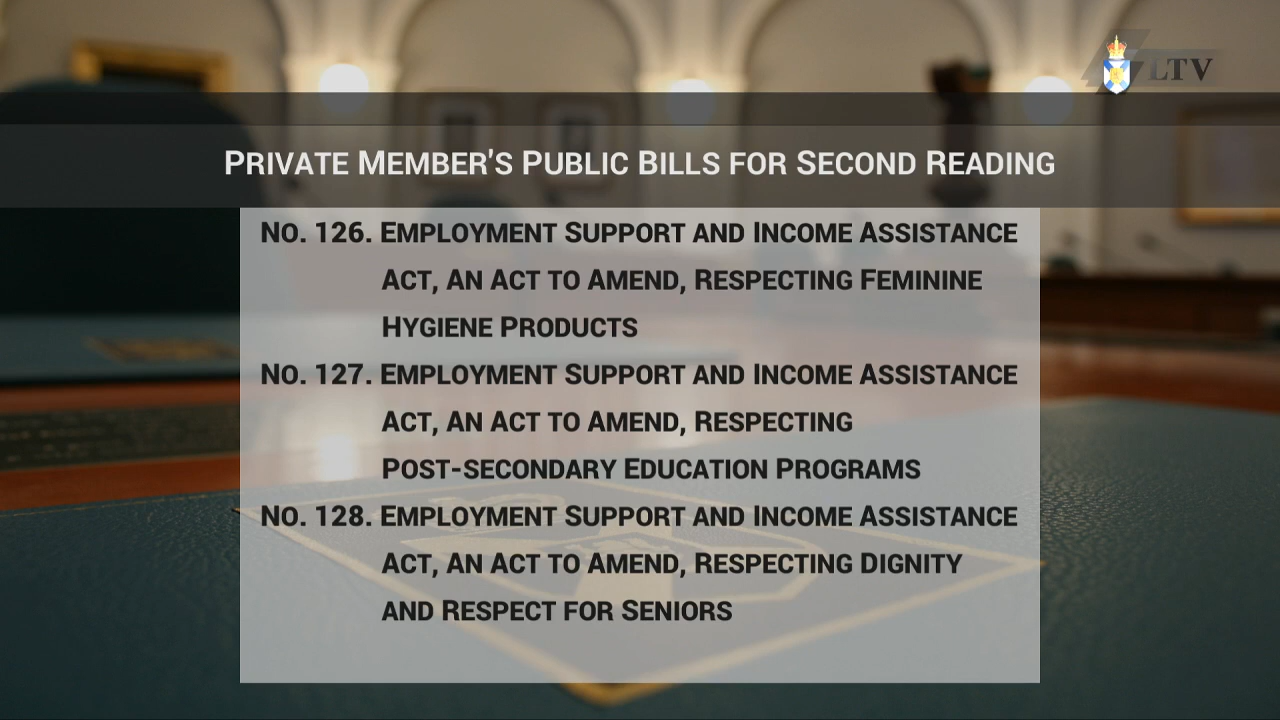 LTV
PRIVATE MEMBER'S PUBLIC BILLS FOR SECOND READING
NO. 126. EMPLOYMENT SUPPORT AND INCOME ASSISTANCE
ACT, AN ACT TO AMEND, RESPECTING FEMININE
HYGIENE PRODUCTS
NO. 127. EMPLOYMENT SUPPORT AND INCOME ASSISTANCE
ACT, AN ACT TO AMEND, RESPECTING
POST-SECONDARY EDUCATION PROGRAMS
NO. 128. EMPLOYMENT SUPPORT AND INCOME ASSISTANCE
ACT, AN ACT TO AMEND, RESPECTING DIGNITY
AND RESPECT FOR SENIORS